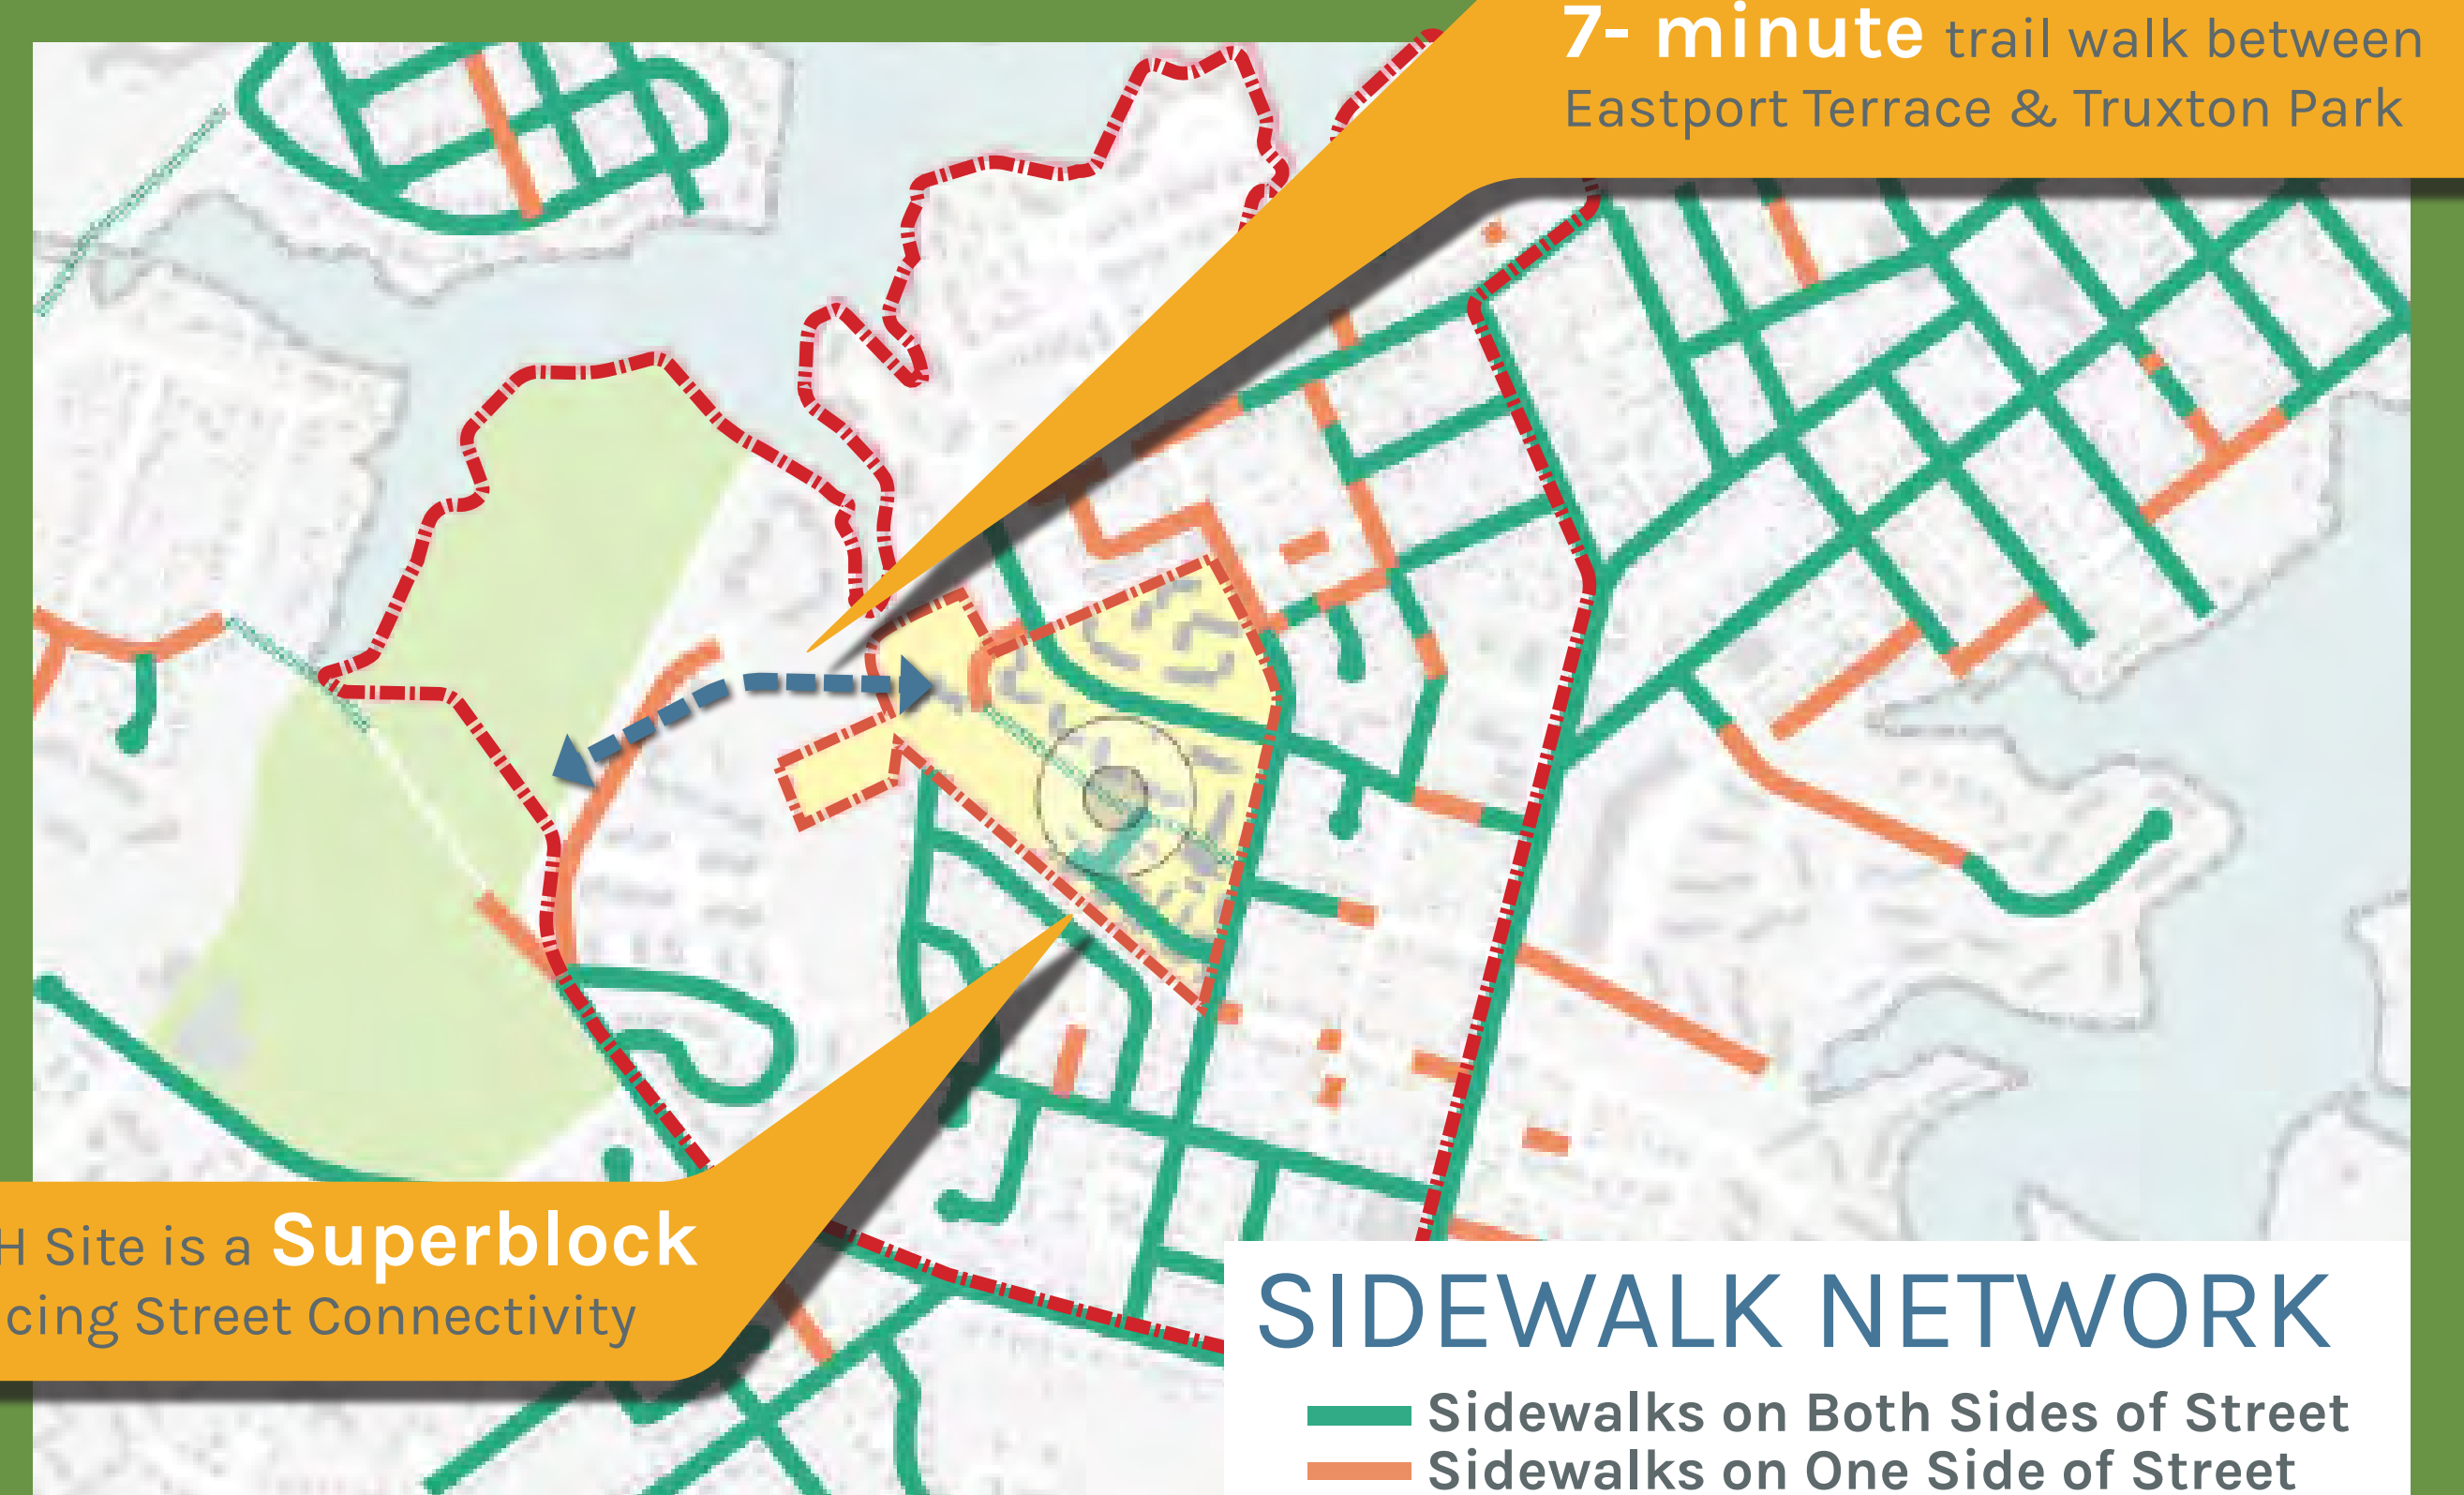 7- minute trail walk between
Eastport Terrace & Truxton Park
H Site is a Superblock
cing Street Connectivity
SIDEWALK NETWORK
Sidewalks on Both Sides of Street
Sidewalks on One Side of Street